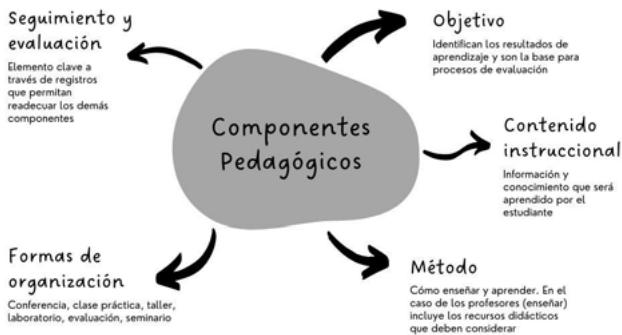 Seguimiento y
evaluación
Elemento clave a
través de registros
que permitan
readecuar los demás
componentes
Objetivo
Identifican los resultados de
aprendizaje y son la base para
procesos de evaluación
Componentes
Pedagógicos
Contenido
instruccional
Información y
conocimiento que será
aprendido por el
estudiante
Formas de
organización
Conferencia, clase práctica, taller,
laboratorio, evaluación, seminario
Método
Cómo enseñar y aprender. En el
caso de los profesores (enseñar)
incluye los recursos didácticos
que deben considerar